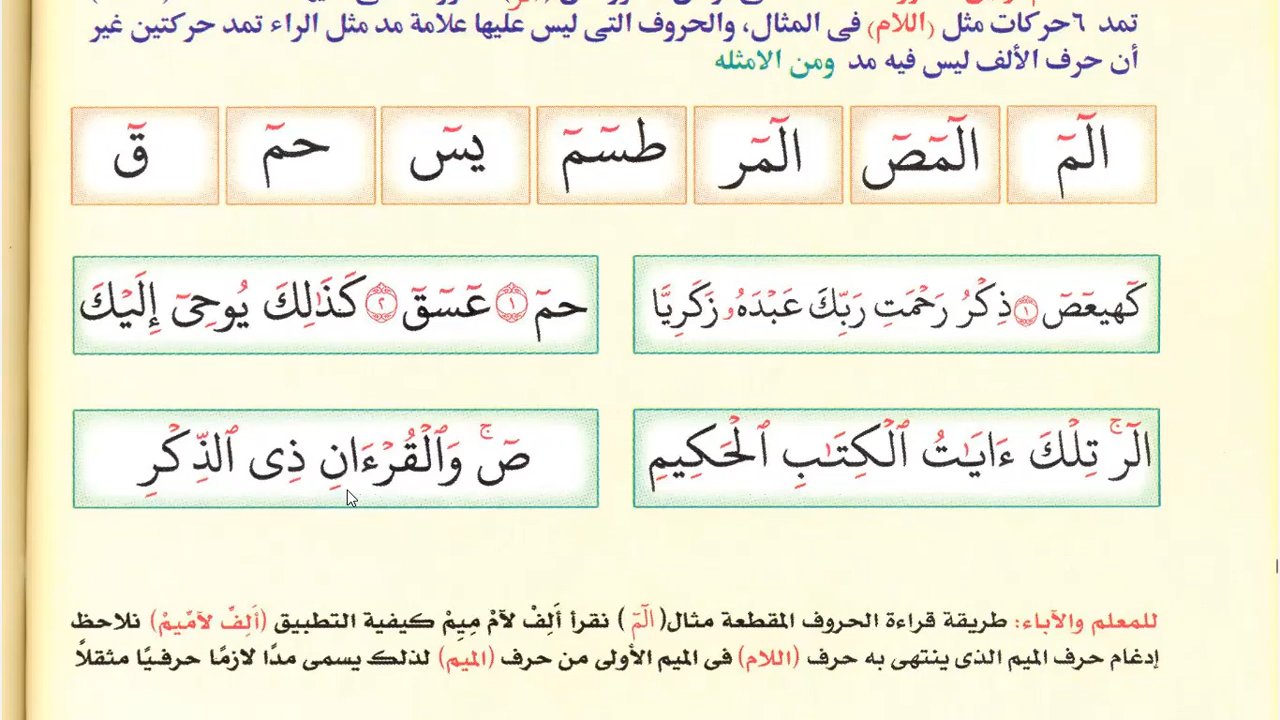 تمد ٦ حركات مثل (اللام) فى المثال، والحروف التى ليس عليها علامة مد مثل الراء تمد حركتين غير
أن حرف الألف ليس فيه مد ومن الامثله
الٓمٓ الٓمٓصٓ الٓمٓر طسٓمٓ يسٓ حمٓ قٓ
كٓهيعٓصٓ ۝١ ذِكْرُ رَحْمَتِ رَبِّكَ عَبْدَهُۥ زَكَرِيَّا
حمٓ ۝١ عٓسٓقٓ ۝٢ كَذَٰلِكَ يُوحِىٓ إِلَيْكَ
الٓرۚ تِلْكَ ءَايَٰتُ ٱلْكِتَٰبِ ٱلْحَكِيمِ
صٓۚ وَٱلْقُرْءَانِ ذِى ٱلذِّكْرِ
للمعلم والآباء: طريقة قراءة الحروف المقطعة مثال (الٓمٓ) نقرأ أَلِفْ لَآمْ مِيمْ كيفية التطبيق (أَلِفْ لَآمِّيمْ) نلاحظ
إدغام حرف الميم الذى ينتهى به حرف (اللام) فى الميم الأولى من حرف (الميم) لذلك يسمى مدًا لازمًا حرفيًا مثقلاً